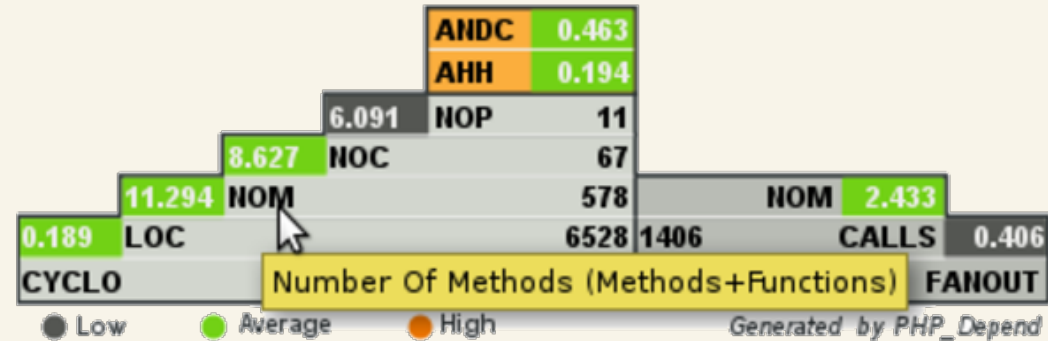 ANDC 0.463
AHH 0.194
6.091 NOP 11
8.627 NOC 67
11.294 NOM 578 NOM 2.433
0.189 LOC 6528 1406 CALLS 0.406
CYCLO Number Of Methods (Methods+Functions) FANOUT
Low Average High Generated by PHP_Depend